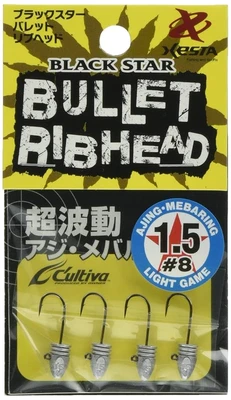 ブラックスター
バレット
リブヘッド
XESTA
BLACK STAR
BULLET
RIBHEAD
超波動
アジ・メバル
AJING・MEBARING
1.5
#8
LIGHT GAME
Cultiva